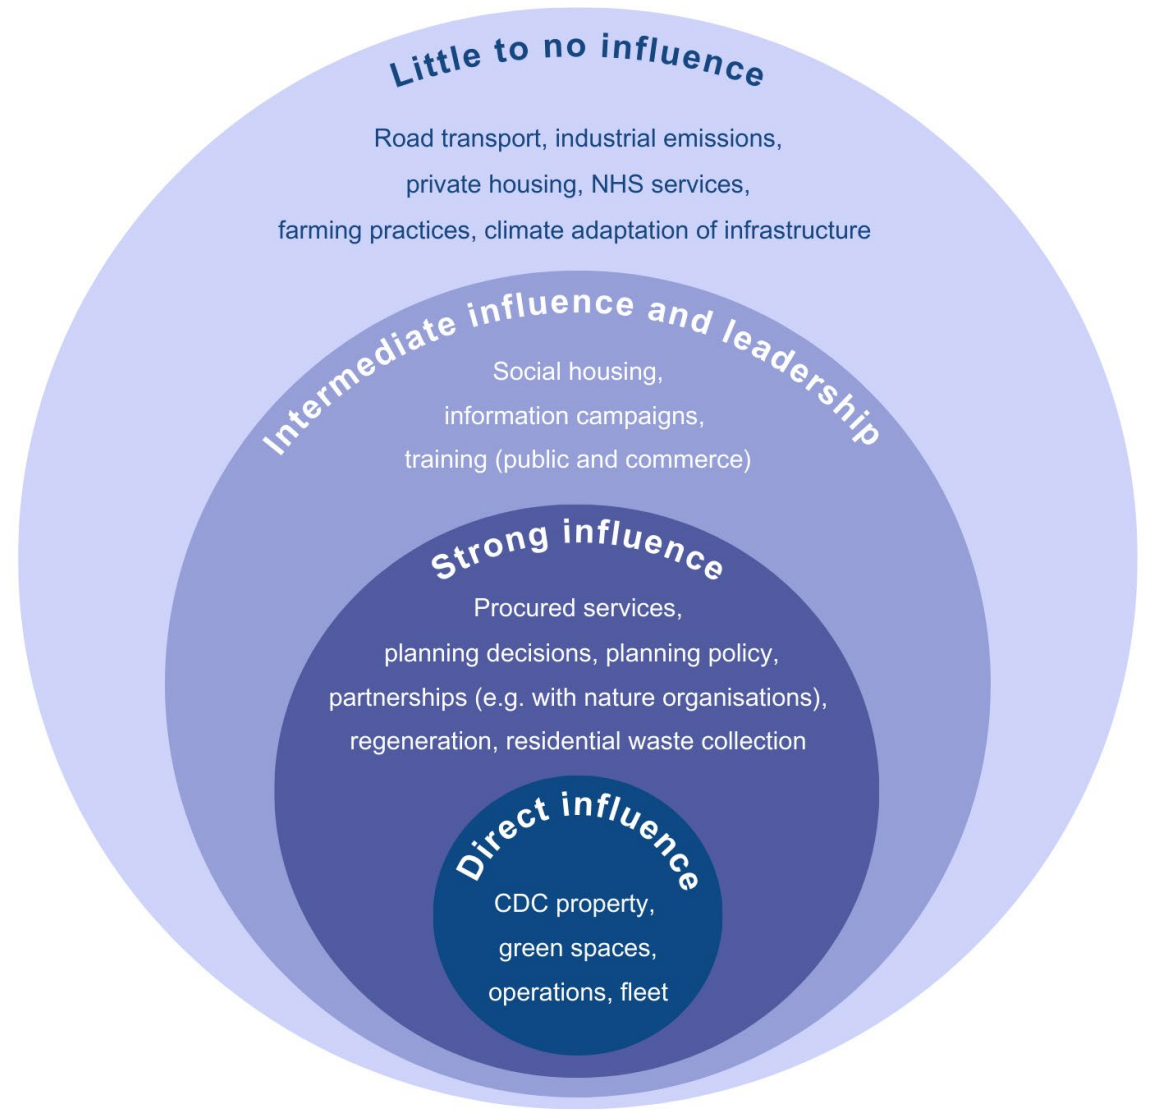 Little to no influence
Road transport, industrial emissions,
private housing, NHS services,
farming practices, climate adaptation of infrastructure
Intermediate influence and leadership
Social housing,
information campaigns,
training (public and commerce)
Strong influence
Procured services,
planning decisions, planning policy,
partnerships (e.g. with nature organisations),
regeneration, residential waste collection
Direct influence
CDC property,
green spaces,
operations, fleet